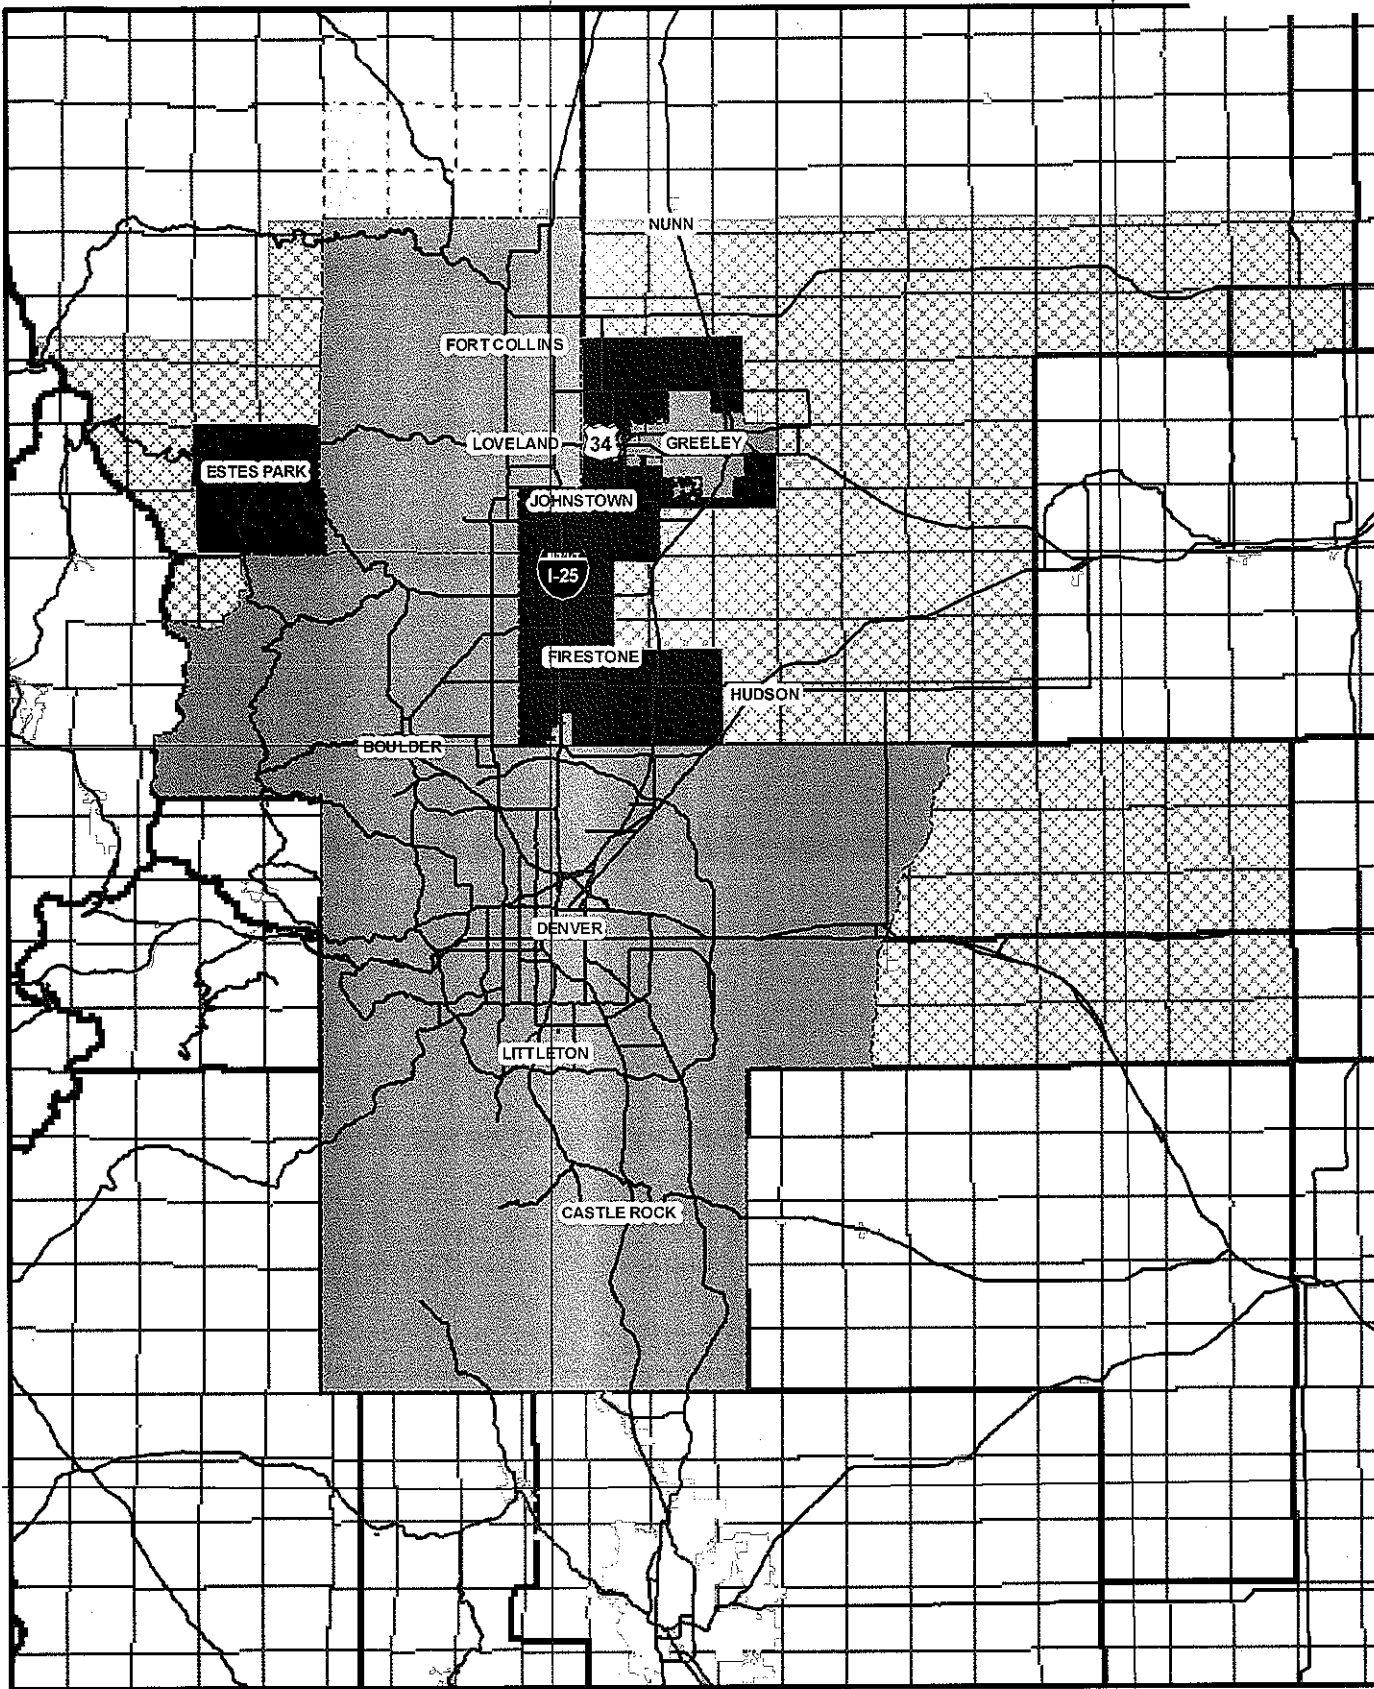 NUNN
FORT COLLINS
LOVELAND
34
GREELEY
ESTES PARK
JOHNSTOWN
I-25
FIRESTONE
HUDSON
BOULDER
DENVER
LITTLETON
CASTLE ROCK